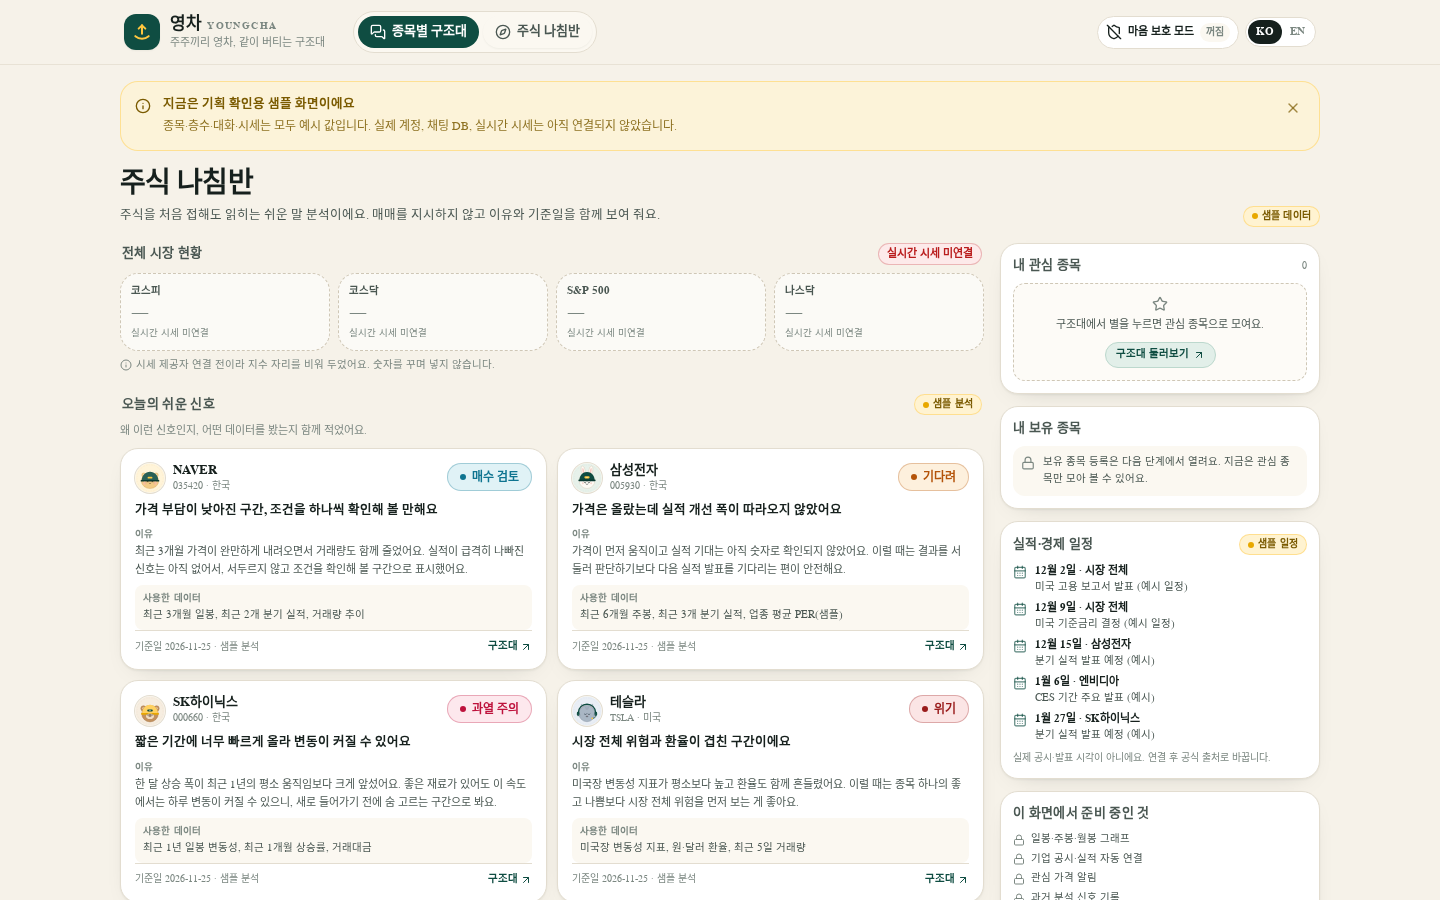 영차 YOUNGCHA
주주끼리 영차, 같이 버티는 구조대
종목별 구조대
주식 나침반
마음 보호 모드 꺼짐
KO EN
지금은 기획 확인용 샘플 화면이에요
종목·층수·대화·시세는 모두 예시 값입니다. 실제 계정, 채팅 DB, 실시간 시세는 아직 연결되지 않았습니다.
주식 나침반
주식을 처음 접해도 읽히는 쉬운 말 분석이에요. 매매를 지시하지 않고 이유와 기준일을 함께 보여 줘요.
샘플 데이터
전체 시장 현황
실시간 시세 미연결
코스피
—
실시간 시세 미연결
코스닥
—
실시간 시세 미연결
S&P 500
—
실시간 시세 미연결
나스닥
—
실시간 시세 미연결
시세 제공자 연결 전이라 지수 자리를 비워 두었어요. 숫자를 꾸며 넣지 않습니다.
오늘의 쉬운 신호
샘플 분석
왜 이런 신호인지, 어떤 데이터를 봤는지 함께 적었어요.
NAVER
035420 · 한국
매수 검토
가격 부담이 낮아진 구간, 조건을 하나씩 확인해 볼 만해요
이유
최근 3개월 가격이 완만하게 내려오면서 거래량도 함께 줄었어요. 실적이 급격히 나빠진
신호는 아직 없어서, 서두르지 않고 조건을 확인해 볼 구간으로 표시했어요.
사용한 데이터
최근 3개월 일봉, 최근 2개 분기 실적, 거래량 추이
기준일 2026-11-25 · 샘플 분석
구조대
삼성전자
005930 · 한국
기다려
가격은 올랐는데 실적 개선 폭이 따라오지 않았어요
이유
가격이 먼저 움직이고 실적 기대는 아직 숫자로 확인되지 않았어요. 이럴 때는 결과를 서
둘러 판단하기보다 다음 실적 발표를 기다리는 편이 안전해요.
사용한 데이터
최근 6개월 주봉, 최근 3개 분기 실적, 업종 평균 PER(샘플)
기준일 2026-11-25 · 샘플 분석
구조대
SK하이닉스
000660 · 한국
과열 주의
짧은 기간에 너무 빠르게 올라 변동이 커질 수 있어요
이유
한 달 상승 폭이 최근 1년의 평소 움직임보다 크게 앞섰어요. 좋은 재료가 있어도 이 속도
에서는 하루 변동이 커질 수 있으니, 새로 들어가기 전에 숨 고르는 구간으로 봐요.
사용한 데이터
최근 1년 일봉 변동성, 최근 1개월 상승률, 거래대금
기준일 2026-11-25 · 샘플 분석
구조대
테슬라
TSLA · 미국
위기
시장 전체 위험과 환율이 겹친 구간이에요
이유
미국장 변동성 지표가 평소보다 높고 환율도 함께 흔들렸어요. 이럴 때는 종목 하나의 좋
고 나쁨보다 시장 전체 위험을 먼저 보는 게 좋아요.
사용한 데이터
미국장 변동성 지표, 원·달러 환율, 최근 5일 거래량
기준일 2026-11-25 · 샘플 분석
구조대
내 관심 종목
0
구조대에서 별을 누르면 관심 종목으로 모여요.
구조대 둘러보기
내 보유 종목
보유 종목 등록은 다음 단계에서 열려요. 지금은 관심 종
목만 모아 볼 수 있어요.
실적·경제 일정
샘플 일정
12월 2일 · 시장 전체
미국 고용 보고서 발표 (예시 일정)
12월 9일 · 시장 전체
미국 기준금리 결정 (예시 일정)
12월 15일 · 삼성전자
분기 실적 발표 예정 (예시)
1월 6일 · 엔비디아
CES 기간 주요 발표 (예시)
1월 27일 · SK하이닉스
분기 실적 발표 예정 (예시)
실제 공시·발표 시각이 아니에요. 연결 후 공식 출처로 바꿉니다.
이 화면에서 준비 중인 것
일봉·주봉·월봉 그래프
기업 공시·실적 자동 연결
관심 가격 알림
과거 분석 신호 기록